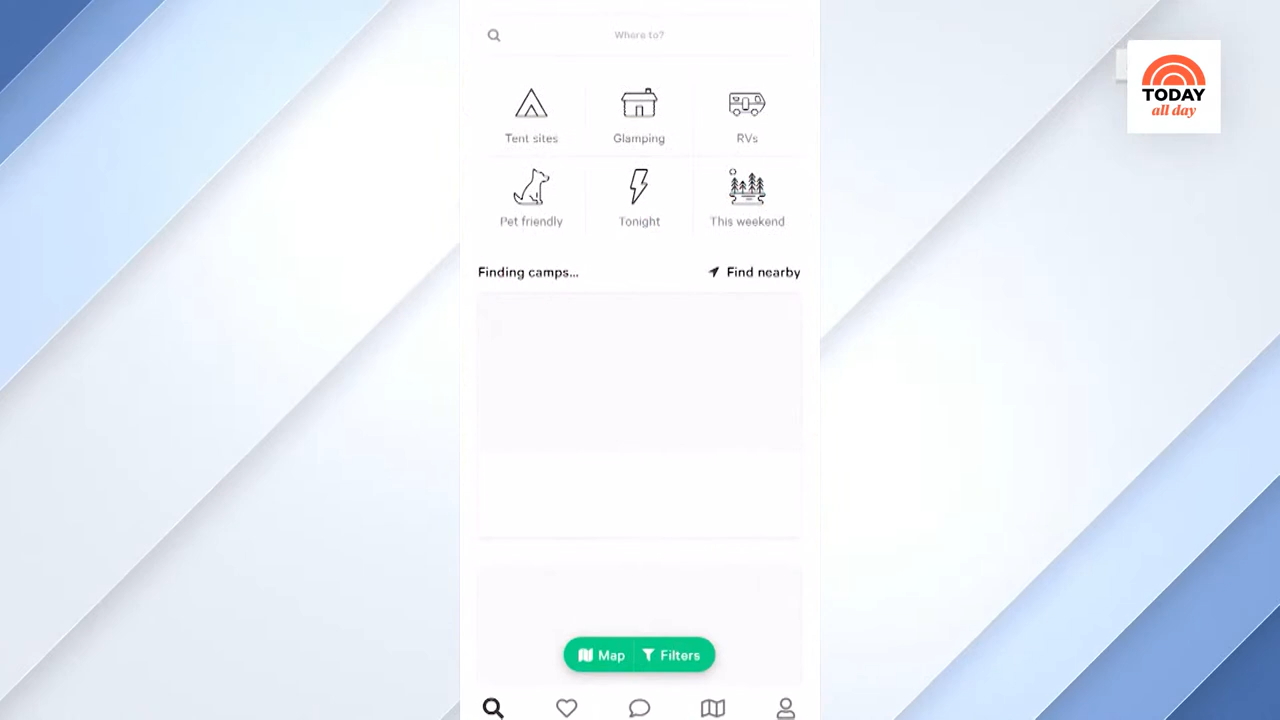 Where to?
TODAY
all day
Tent sites
Glamping
RVs
Pet friendly
Tonight
This weekend
Finding camps...
Find nearby
Map
Filters